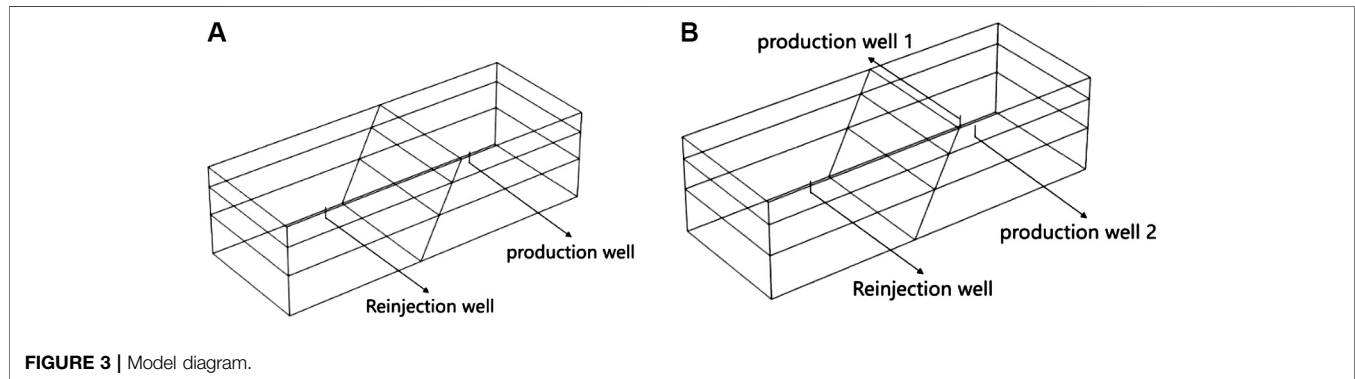 A
production well
Reinjection well
B
production well 1
production well 2
Reinjection well
FIGURE 3 | Model diagram.